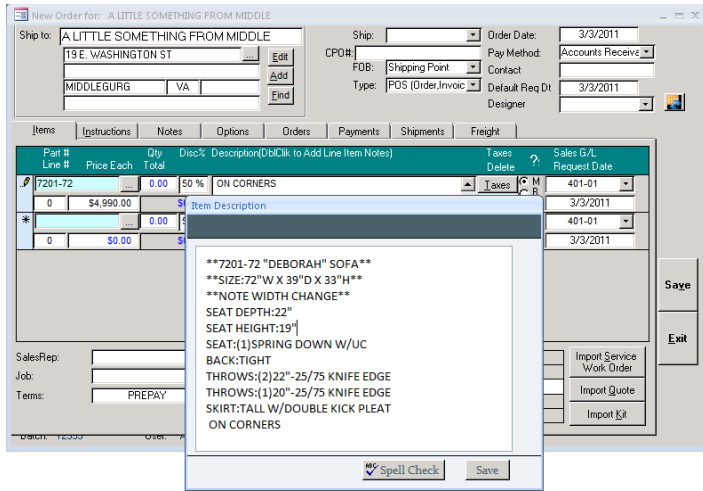 New Order for: A LITTLE SOMETHING FROM MIDDLE
Ship to: A LITTLE SOMETHING FROM MIDDLE
19 E. WASHINGTON ST ... Edit
Add
MIDDLEGURG VA Find
Ship:
CPO#:
FOB: Shipping Point
Type: POS (Order,Invoic
Order Date: 3/3/2011
Pay Method: Accounts Receiva
Contact
Default Req Dt 3/3/2011
Designer
Items Instructions Notes Options Orders Payments Shipments Freight
Part # Qty Disc% Description(DblClik to Add Line Item Notes) Taxes ?: Sales G/L
Line # Price Each Total Delete Request Date
7201-72 ... 0.00 50 % ON CORNERS Taxes M 401-01
B
0 $4,990.00 3/3/2011
* ... 0.00 401-01
0 $0.00 3/3/2011
Item Description
**7201-72 "DEBORAH" SOFA**
**SIZE:72"W X 39"D X 33"H**
**NOTE WIDTH CHANGE**
SEAT DEPTH:22"
SEAT HEIGHT:19"
SEAT:(1)SPRING DOWN W/UC
BACK:TIGHT
THROWS:(2)22"-25/75 KNIFE EDGE
THROWS:(1)20"-25/75 KNIFE EDGE
SKIRT:TALL W/DOUBLE KICK PLEAT
ON CORNERS
ABC Spell Check Save
Save
Exit
SalesRep:
Job:
Terms: PREPAY
Import Service
Work Order
Import Quote
Import Kit